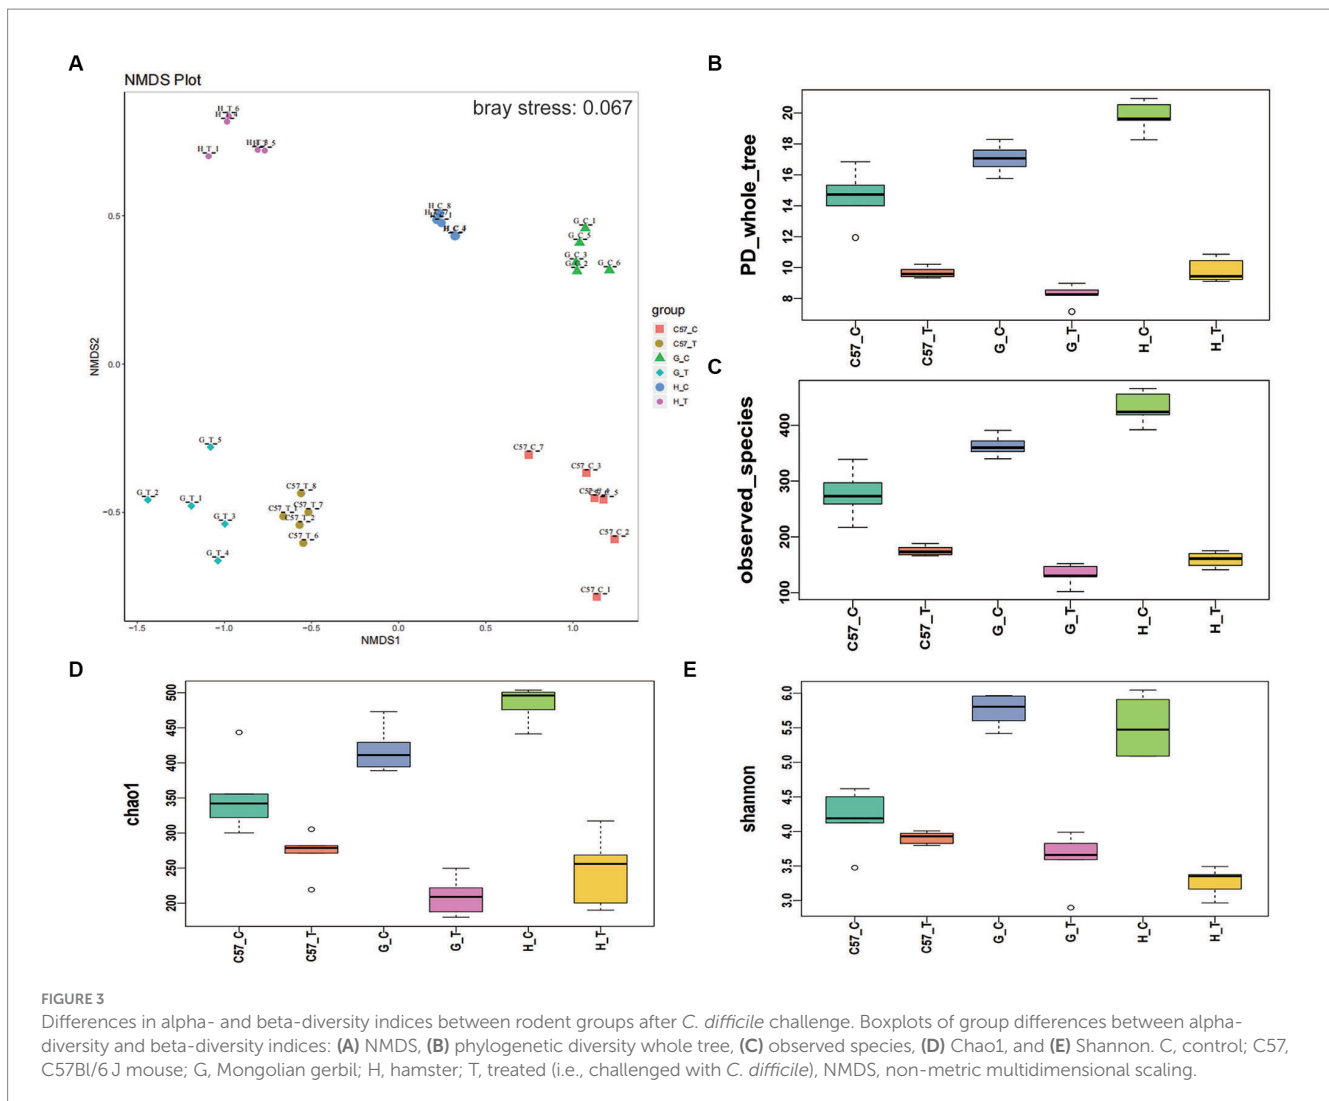 A
NMDS Plot
bray stress: 0.067
H_T_6
H_T_1
H_C_8
G_C_1
G_C_5
G_C_3
G_C_6
G_T_5
G_T_2
G_T_1
G_T_3
G_T_4
C57_T_8
C57_T_7
C57_T_2
C57_T_6
C57_C_7
C57_C_3
C57_C_2
C57_C_1
0.5
0.0
−0.5
NMDS2
−1.5 −1.0 −0.5 0.0 0.5 1.0
NMDS1
group
C57_C
C57_T
G_C
G_T
H_C
H_T
B
PD_whole_tree
20
18
16
14
12
10
8
C57_C C57_T G_C G_T H_C H_T
C
observed_species
400
300
200
100
C57_C C57_T G_C G_T H_C H_T
D
chao1
500
450
400
350
300
250
200
C57_C C57_T G_C G_T H_C H_T
E
shannon
6.0
5.5
5.0
4.5
4.0
3.5
3.0
C57_C C57_T G_C G_T H_C H_T
FIGURE 3
Differences in alpha- and beta-diversity indices between rodent groups after C. difficile challenge. Boxplots of group differences between alpha-
diversity and beta-diversity indices: (A) NMDS, (B) phylogenetic diversity whole tree, (C) observed species, (D) Chao1, and (E) Shannon. C, control; C57,
C57Bl/6 J mouse; G, Mongolian gerbil; H, hamster; T, treated (i.e., challenged with C. difficile), NMDS, non-metric multidimensional scaling.